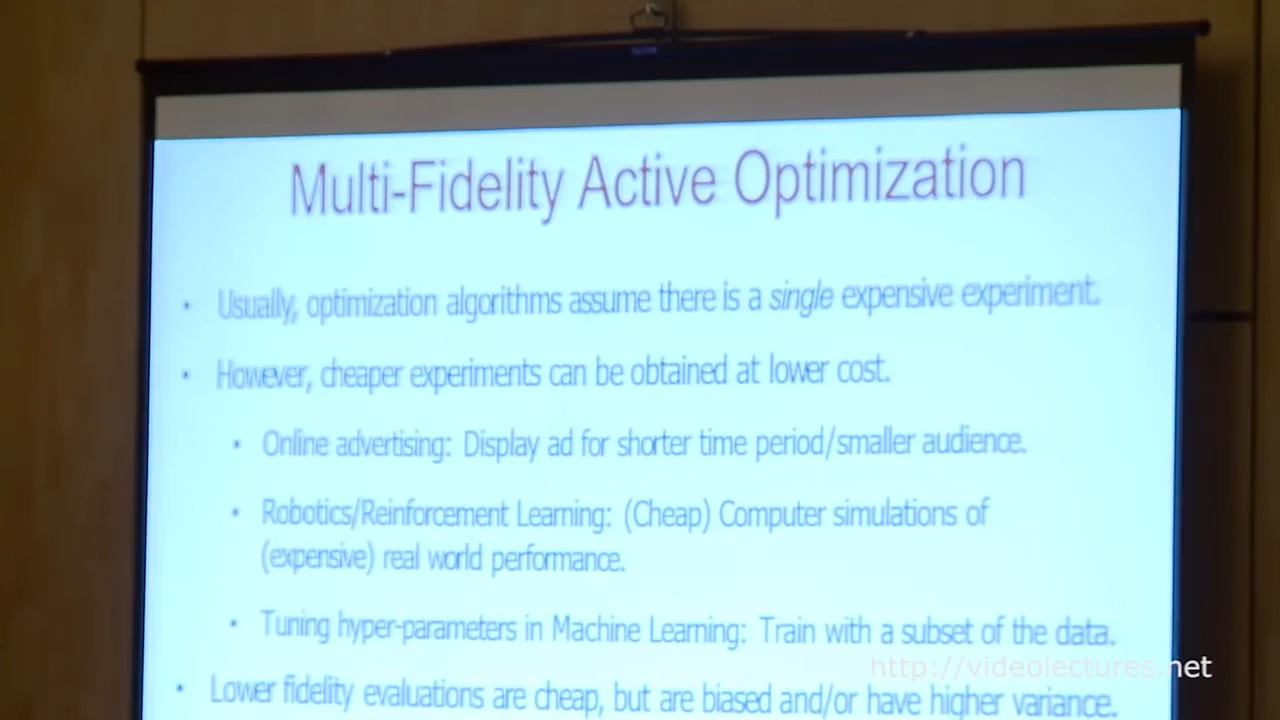 Multi-Fidelity Active Optimization
• Usually, optimization algorithms assume there is a single expensive experiment.
• However, cheaper experiments can be obtained at lower cost.
• Online advertising: Display ad for shorter time period/smaller audience.
• Robotics/Reinforcement Learning: (Cheap) Computer simulations of
(expensive) real world performance.
• Tuning hyper-parameters in Machine Learning: Train with a subset of the data.
http://videolectures.net
• Lower fidelity evaluations are cheap, but are biased and/or have higher variance.